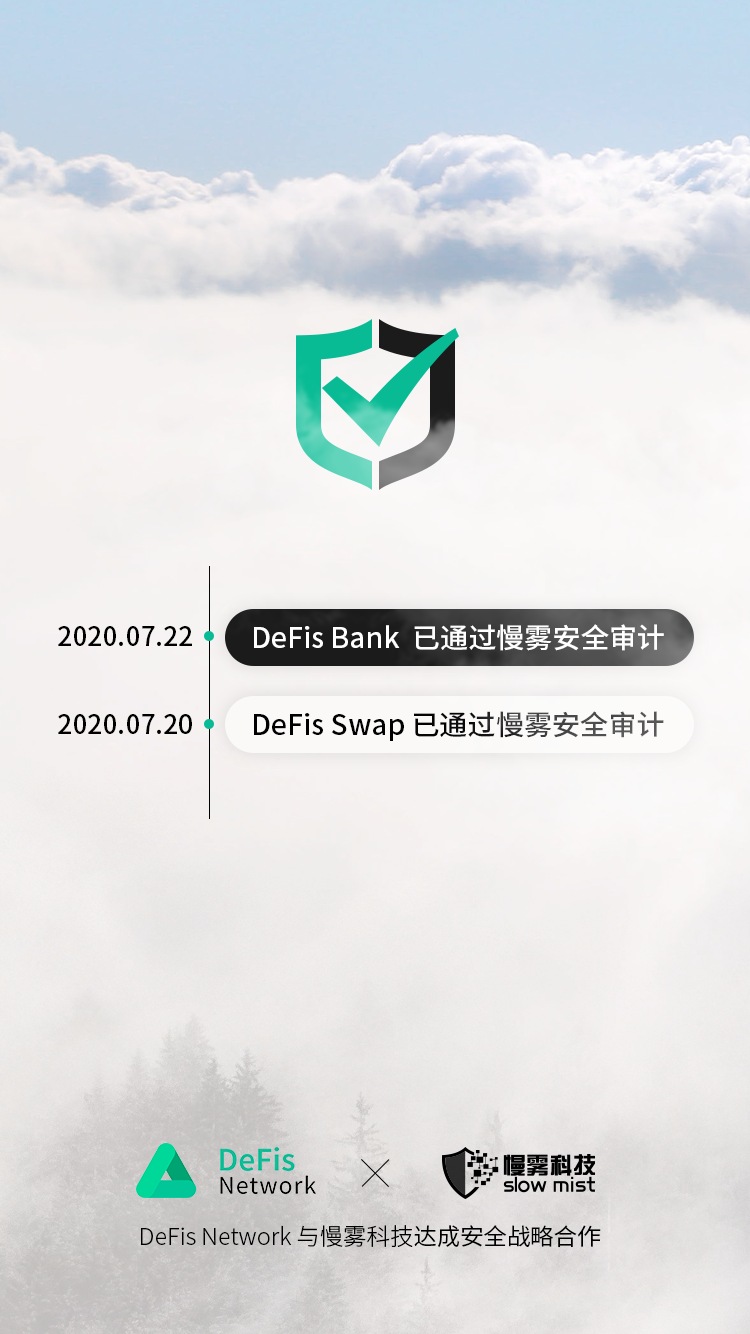 2020.07.22 DeFis Bank 已通过慢雾安全审计
2020.07.20 DeFis Swap 已通过慢雾安全审计
DeFis
Network
慢雾科技
slow mist
DeFis Network 与慢雾科技达成安全战略合作